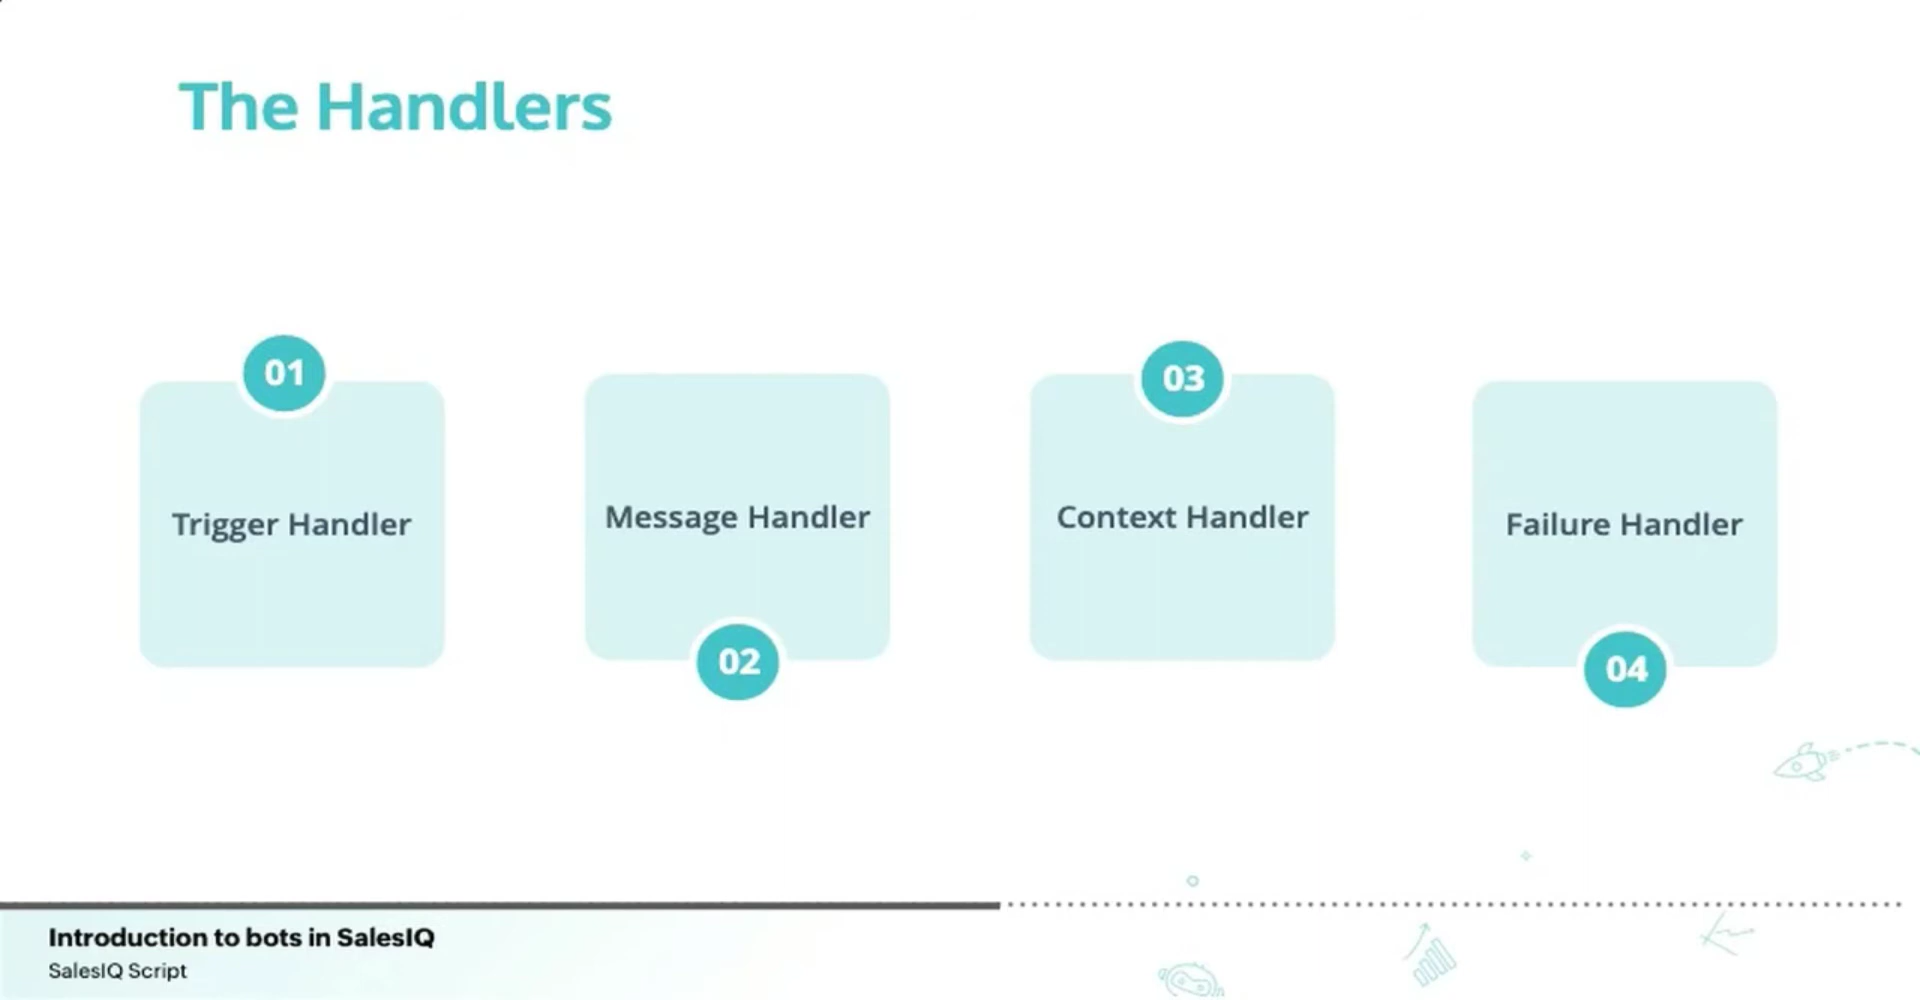 The Handlers
01
Trigger Handler
Message Handler
02
03
Context Handler
Failure Handler
04
Introduction to bots in SalesIQ
SalesIQ Script